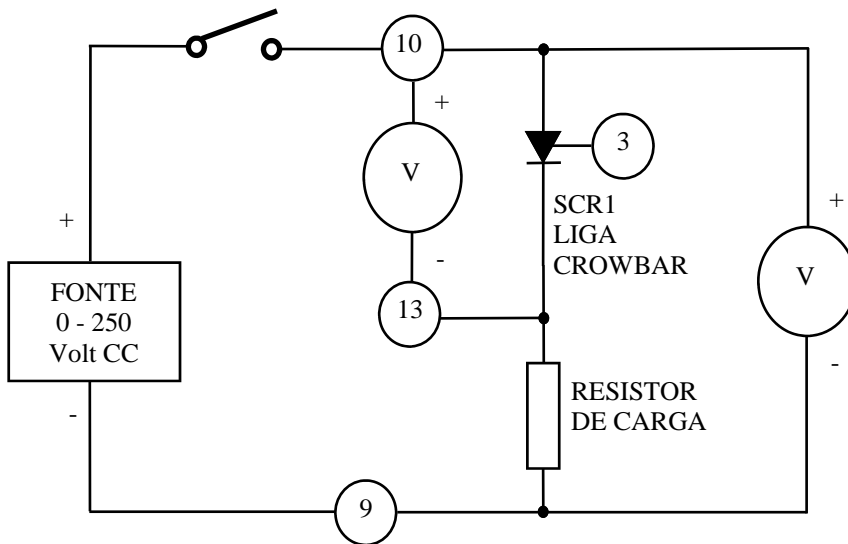 10
+
3
V
SCR1
LIGA
CROWBAR
+
+
-
V
FONTE
0 - 250
Volt CC
13
-
-
RESISTOR
DE CARGA
9